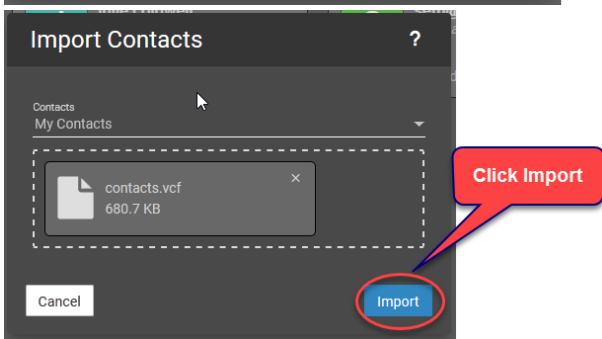 Import Contacts ?
Contacts
My Contacts
contacts.vcf ×
680.7 KB
Click Import
Cancel Import